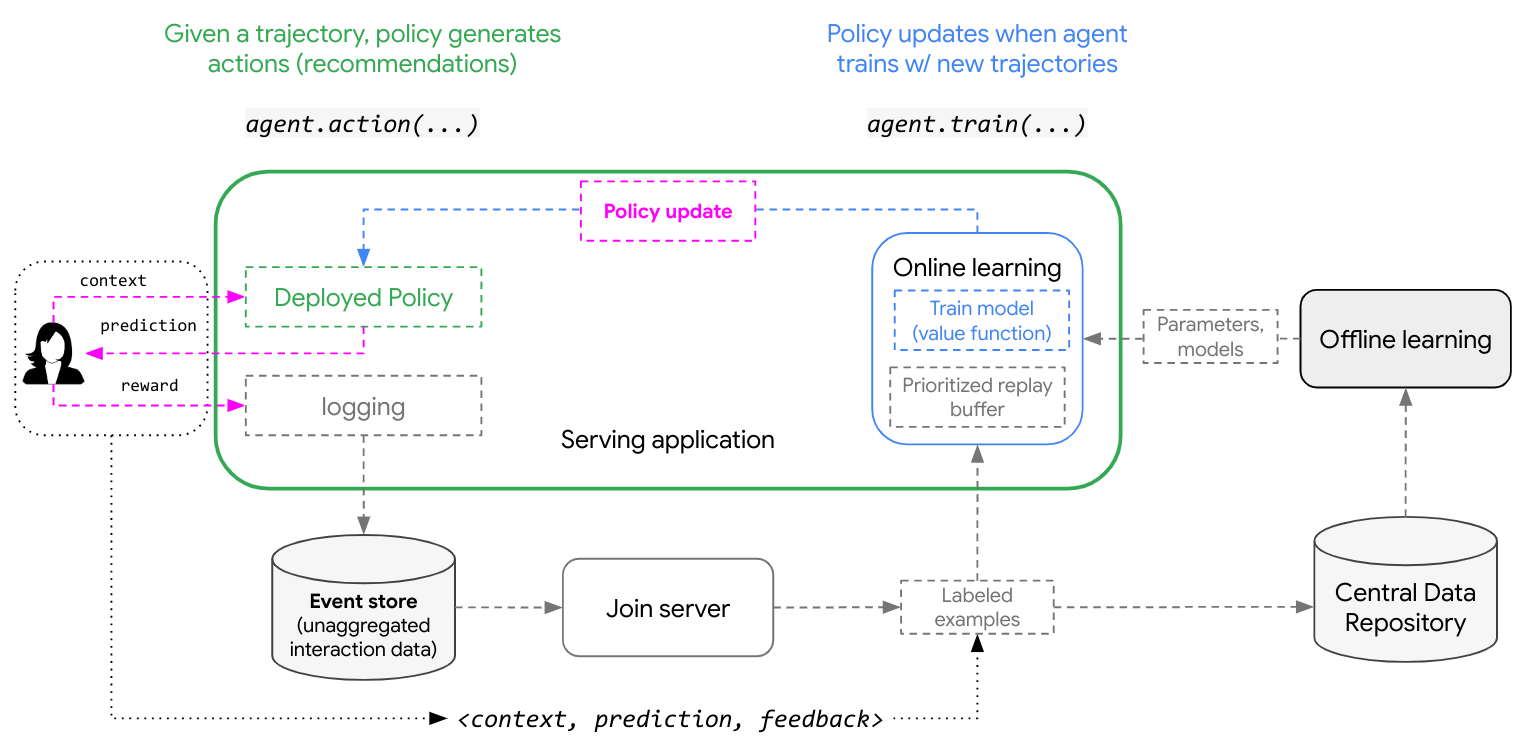 Given a trajectory, policy generates
actions (recommendations)
Policy updates when agent
trains w/ new trajectories
agent.action(...)
agent.train(...)
Policy update
context
Deployed Policy
prediction
reward
logging
Serving application
Online learning
Train model
(value function)
Prioritized replay
buffer
Parameters,
models
Offline learning
Event store
(unaggregated
interaction data)
Join server
Labeled
examples
Central Data
Repository
<context, prediction, feedback>